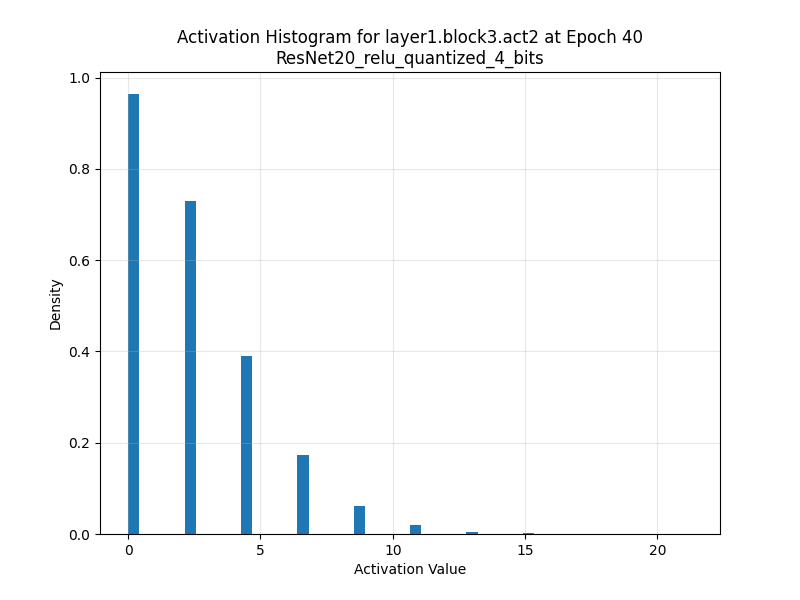 Activation Histogram for layer1.block3.act2 at Epoch 40
ResNet20_relu_quantized_4_bits
1.0
0.8
0.6
0.4
0.2
0.0
Density
0 5 10 15 20
Activation Value